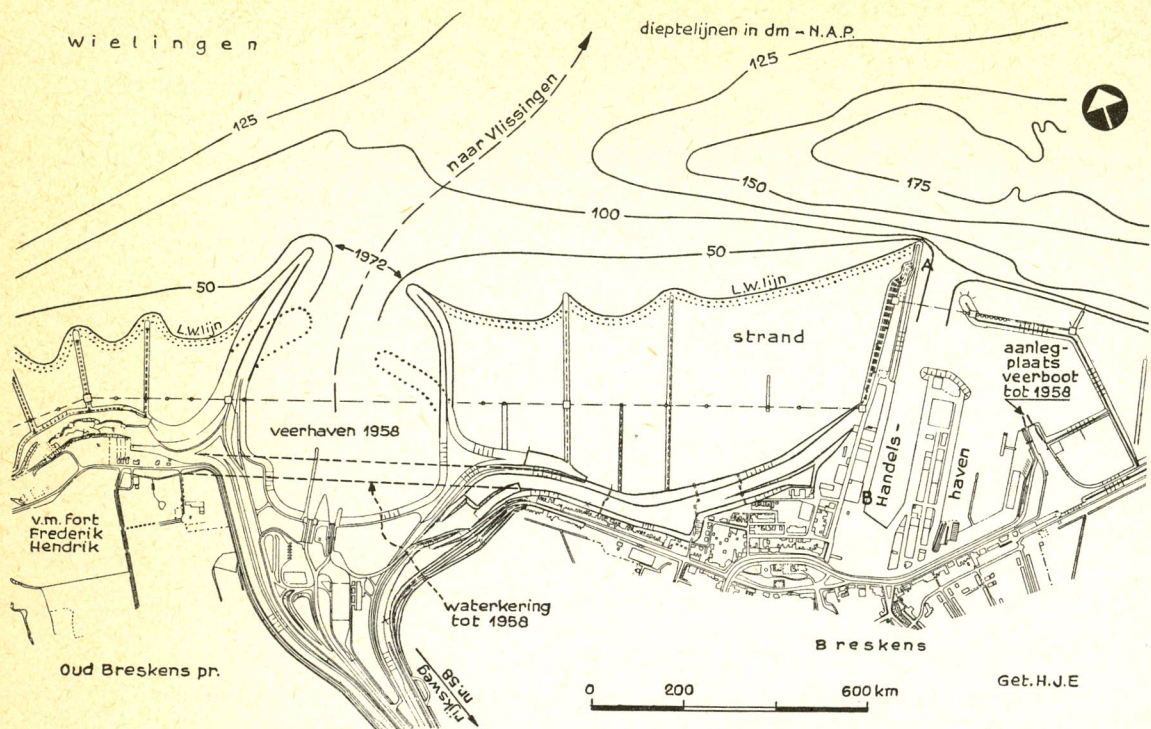 Wielingen
dieptelijnen in dm - N.A.P.
125
125
naar Vlissingen
150
175
100
1972
50
50
L.W.lijn
L.W.lijn
A
strand
aanleg-
plaats
veerboot
tot 1958
veerhaven 1958
Handels-
haven
B
v.m. fort
Frederik
Hendrik
waterkering
tot 1958
Breskens
Oud Breskens pr.
rijksweg
nr. 58
0 200 600 km
Get. H.J.E